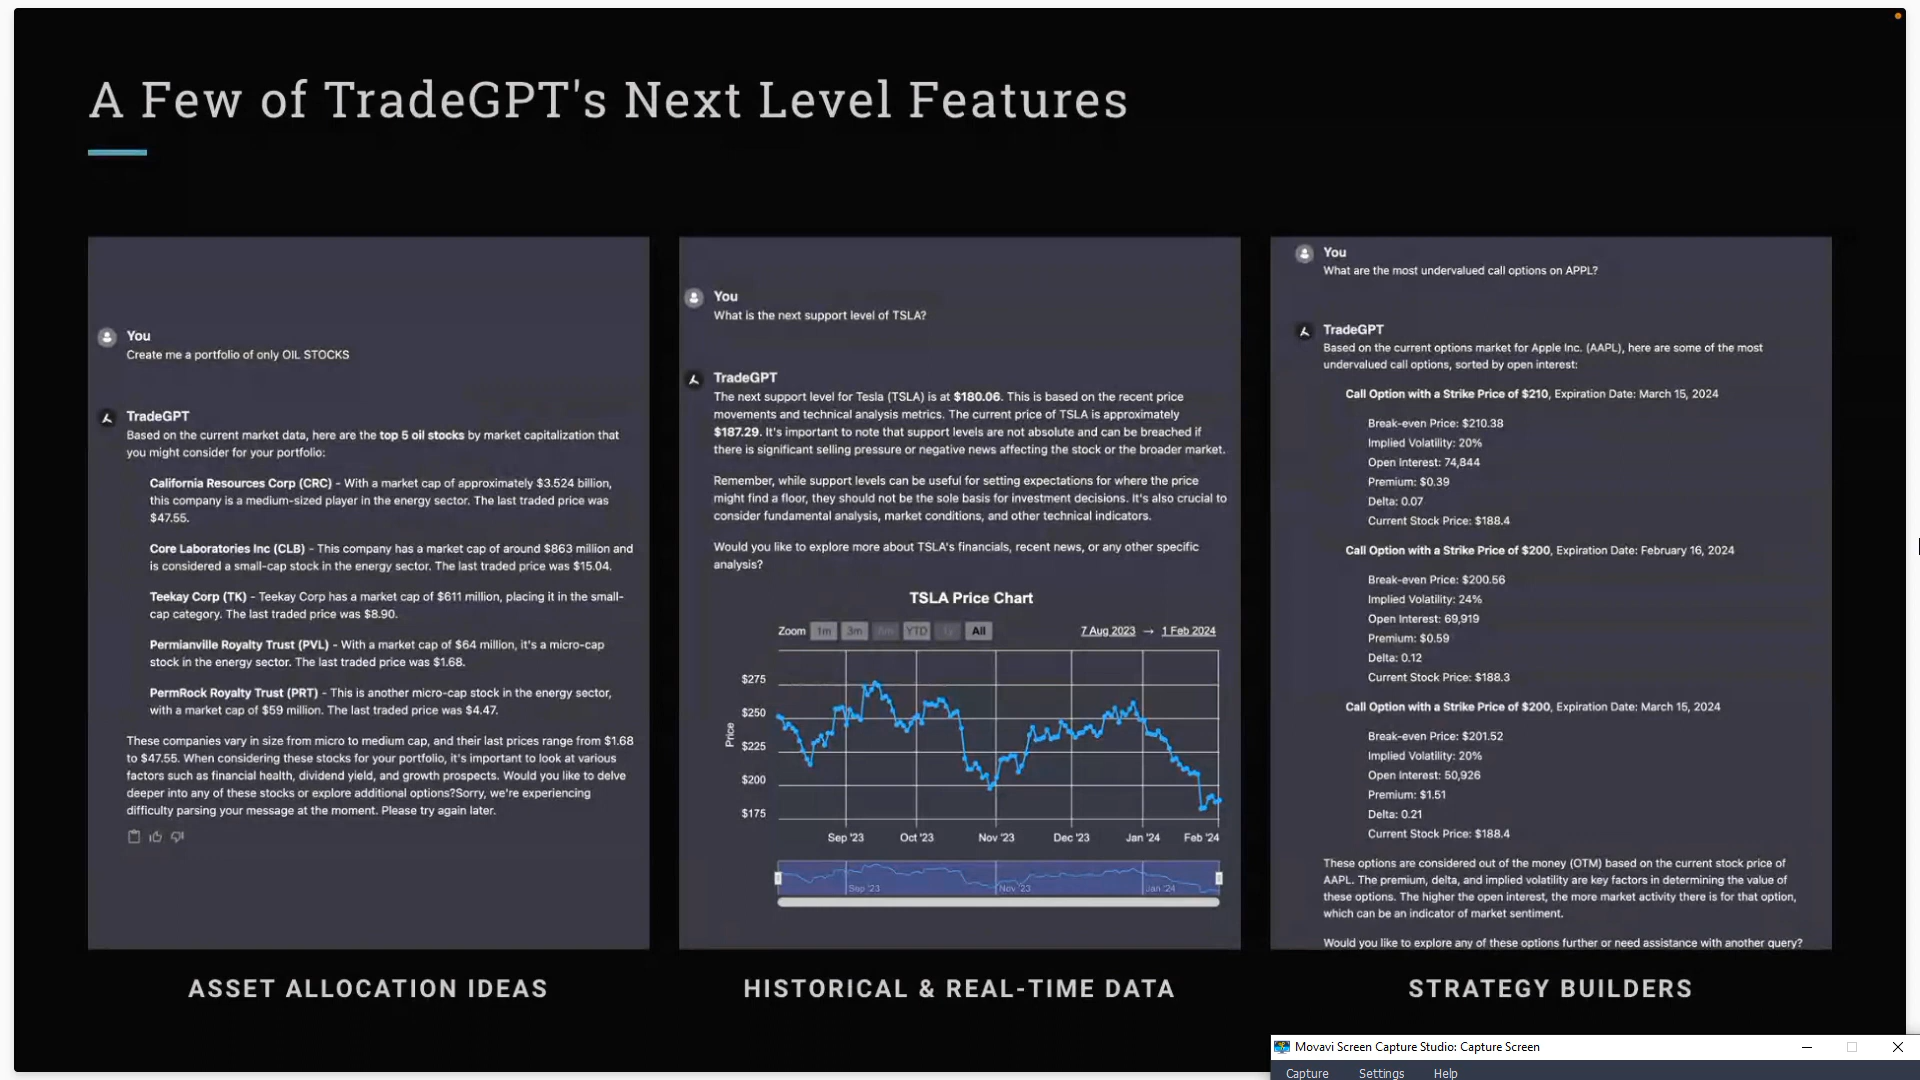 A Few of TradeGPT's Next Level Features
You
Create me a portfolio of only OIL STOCKS
TradeGPT
Based on the current market data, here are the top 5 oil stocks by market capitalization that
you might consider for your portfolio:
California Resources Corp (CRC) - With a market cap of approximately $3.524 billion,
this company is a medium-sized player in the energy sector. The last traded price was
$47.55.
Core Laboratories Inc (CLB) - This company has a market cap of around $863 million and
is considered a small-cap stock in the energy sector. The last traded price was $15.04.
Teekay Corp (TK) - Teekay Corp has a market cap of $611 million, placing it in the small-
cap category. The last traded price was $8.90.
Permianville Royalty Trust (PVL) - With a market cap of $64 million, it's a micro-cap
stock in the energy sector. The last traded price was $1.68.
PermRock Royalty Trust (PRT) - This is another micro-cap stock in the energy sector,
with a market cap of $59 million. The last traded price was $4.47.
These companies vary in size from micro to medium cap, and their last prices range from $1.68
to $47.55. When considering these stocks for your portfolio, it's important to look at various
factors such as financial health, dividend yield, and growth prospects. Would you like to delve
deeper into any of these stocks or explore additional options?Sorry, we're experiencing
difficulty parsing your message at the moment. Please try again later.
ASSET ALLOCATION IDEAS
You
What is the next support level of TSLA?
TradeGPT
The next support level for Tesla (TSLA) is at $180.06. This is based on the recent price
movements and technical analysis metrics. The current price of TSLA is approximately
$187.29. It's important to note that support levels are not absolute and can be breached if
there is significant selling pressure or negative news affecting the stock or the broader market.
Remember, while support levels can be useful for setting expectations for where the price
might find a floor, they should not be the sole basis for investment decisions. It's also crucial to
consider fundamental analysis, market conditions, and other technical indicators.
Would you like to explore more about TSLA's financials, recent news, or any other specific
analysis?
TSLA Price Chart
Zoom 1m 3m 6m YTD 1y All 7 Aug 2023 → 1 Feb 2024
$275
$250
$225
$200
$175
Price
Sep '23 Oct '23 Nov '23 Dec '23 Jan '24 Feb '24
Sep '23 Nov '23 Jan '24
HISTORICAL & REAL-TIME DATA
You
What are the most undervalued call options on APPL?
TradeGPT
Based on the current options market for Apple Inc. (AAPL), here are some of the most
undervalued call options, sorted by open interest:
Call Option with a Strike Price of $210, Expiration Date: March 15, 2024
Break-even Price: $210.38
Implied Volatility: 20%
Open Interest: 74,844
Premium: $0.39
Delta: 0.07
Current Stock Price: $188.4
Call Option with a Strike Price of $200, Expiration Date: February 16, 2024
Break-even Price: $200.56
Implied Volatility: 24%
Open Interest: 69,919
Premium: $0.59
Delta: 0.12
Current Stock Price: $188.3
Call Option with a Strike Price of $200, Expiration Date: March 15, 2024
Break-even Price: $201.52
Implied Volatility: 20%
Open Interest: 50,926
Premium: $1.51
Delta: 0.21
Current Stock Price: $188.4
These options are considered out of the money (OTM) based on the current stock price of
AAPL. The premium, delta, and implied volatility are key factors in determining the value of
these options. The higher the open interest, the more market activity there is for that option,
which can be an indicator of market sentiment.
Would you like to explore any of these options further or need assistance with another query?
STRATEGY BUILDERS
Movavi Screen Capture Studio: Capture Screen
Capture Settings Help